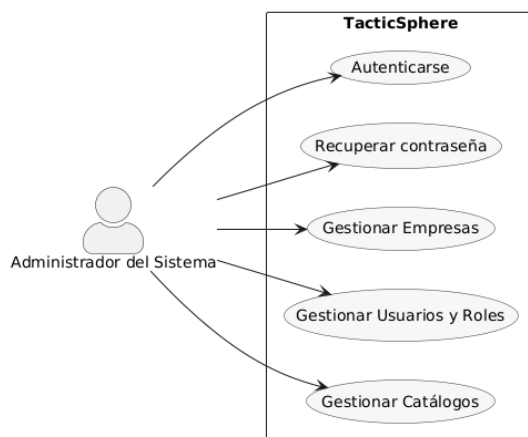 TacticSphere
Autenticarse
Recuperar contraseña
Gestionar Empresas
Administrador del Sistema
Gestionar Usuarios y Roles
Gestionar Catálogos